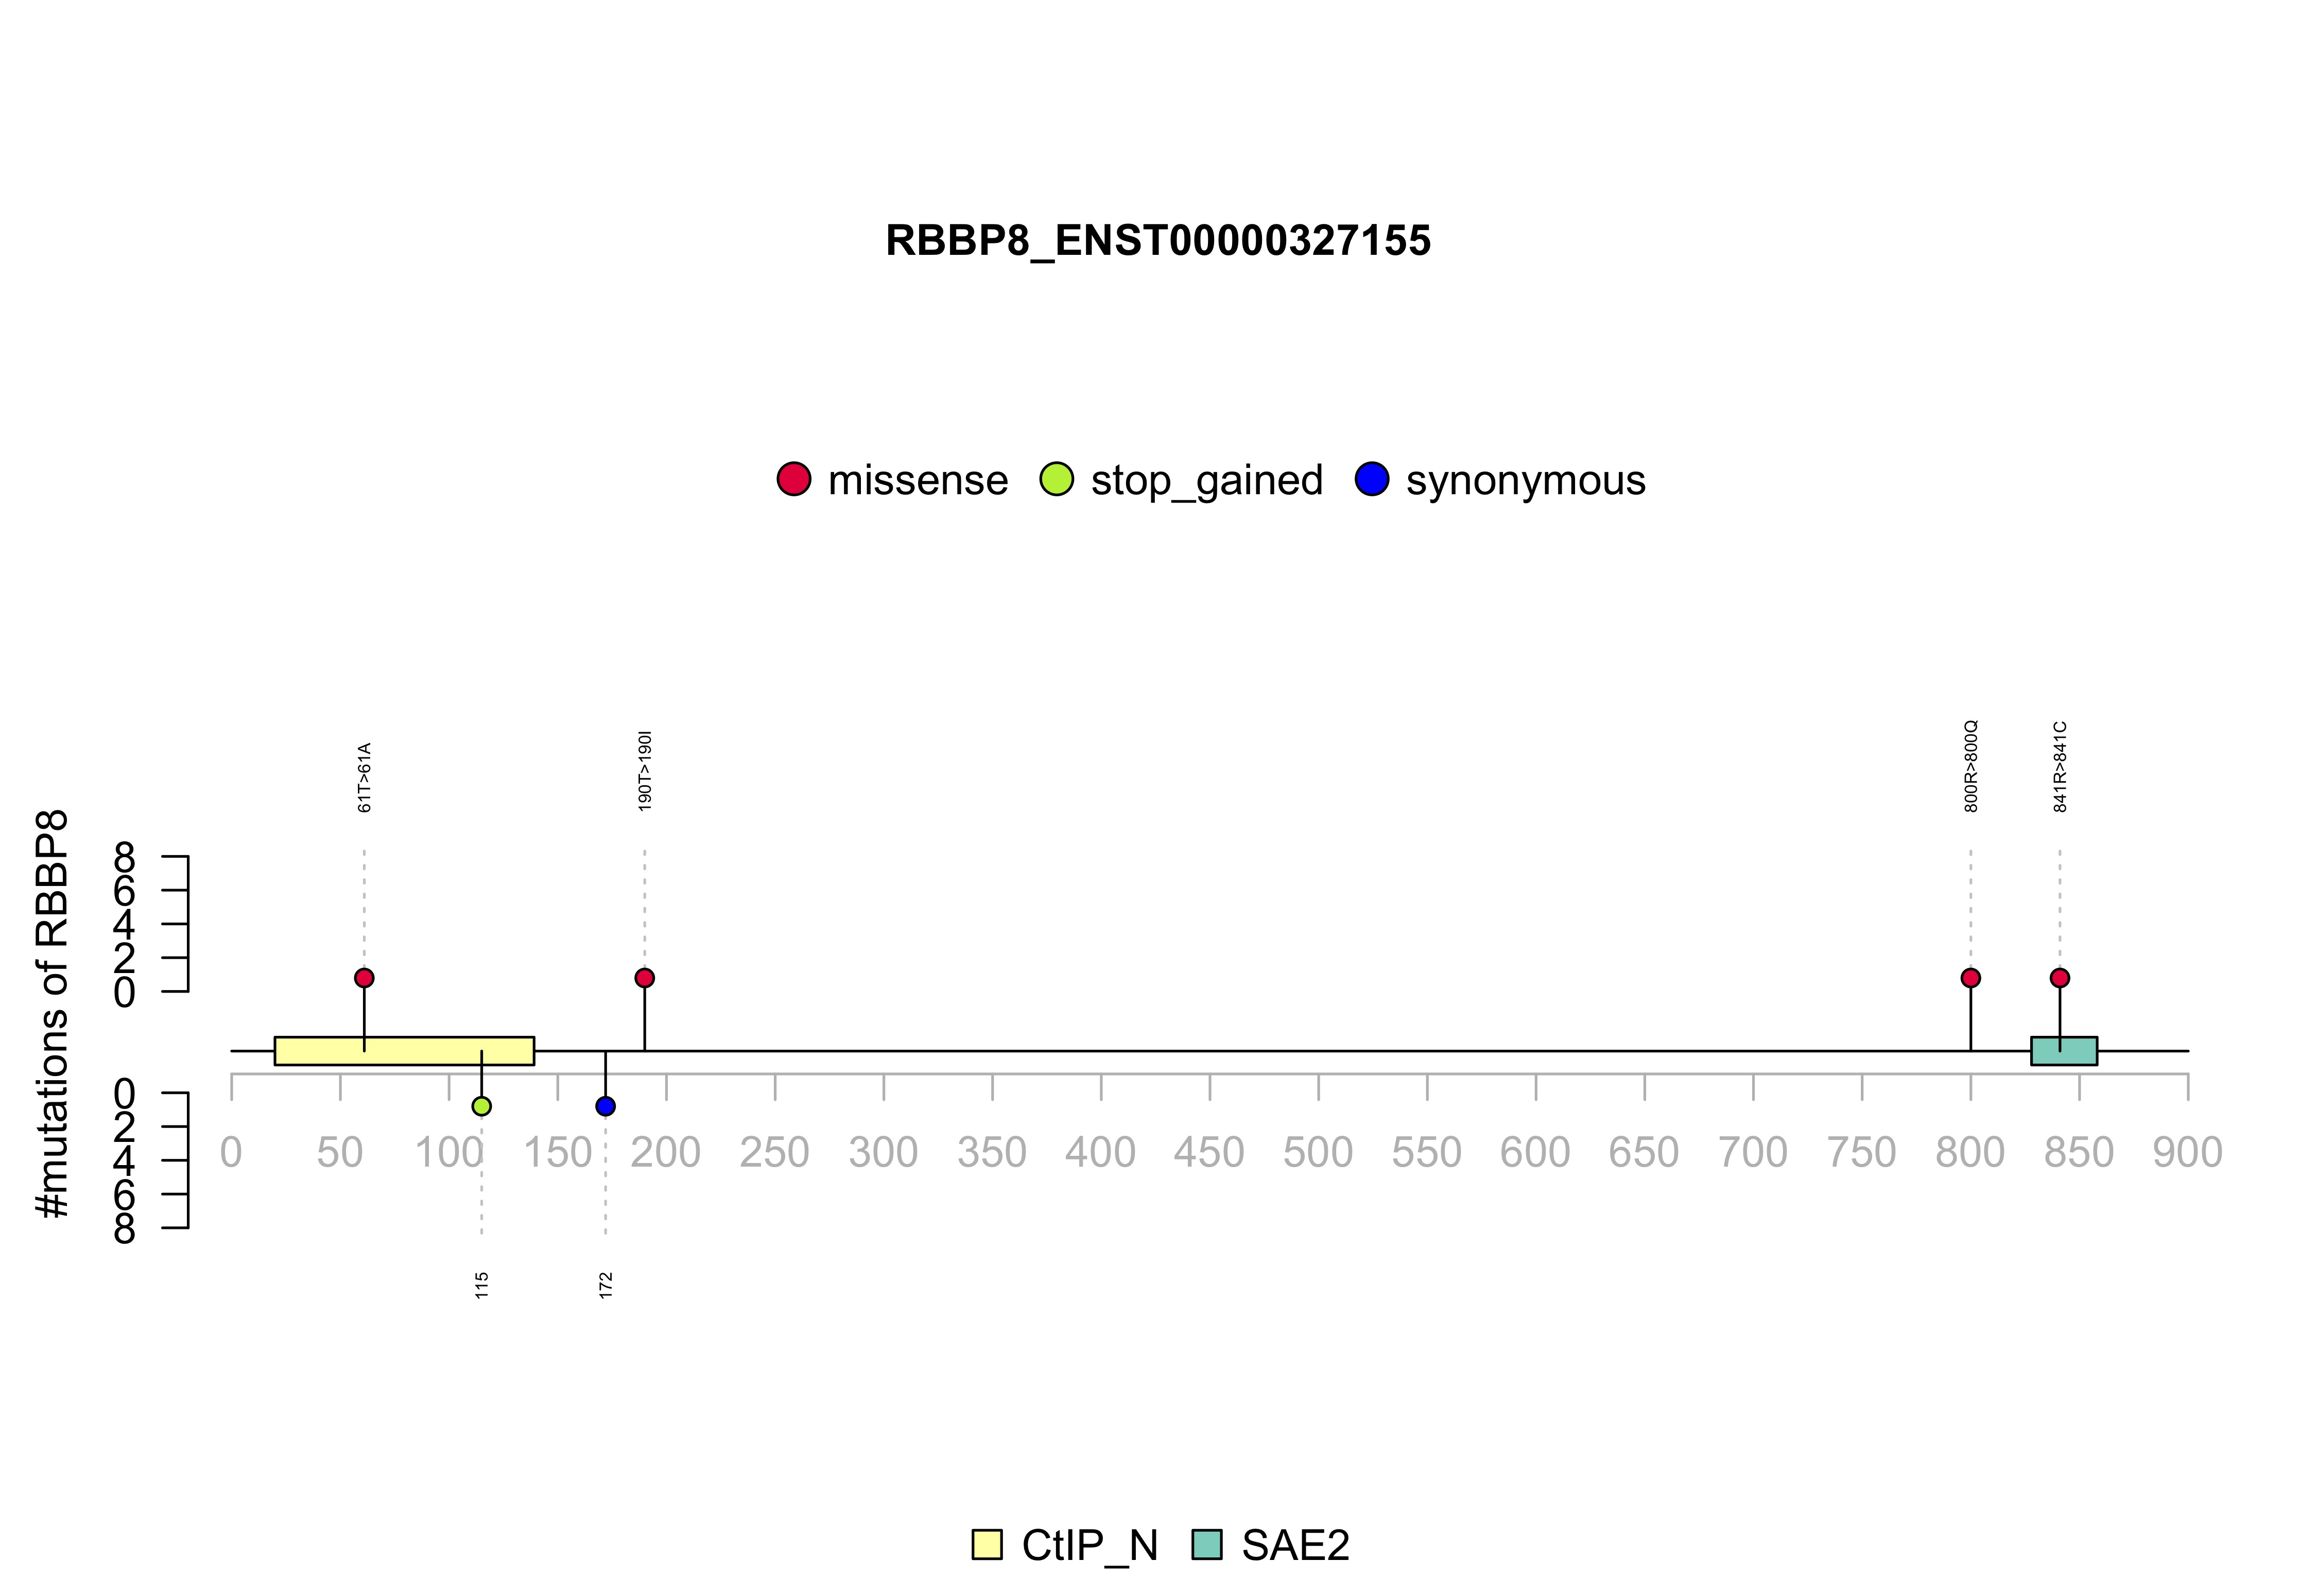 RBBP8_ENST00000327155
missense stop_gained synonymous
61T>61A
190T>190I
800R>800Q
841R>841C
#mutations of RBBP8
8
6
4
2
0
0
2
4
6
8
0 50 100 150 200 250 300 350 400 450 500 550 600 650 700 750 800 850 900
115
172
CtIP_N SAE2